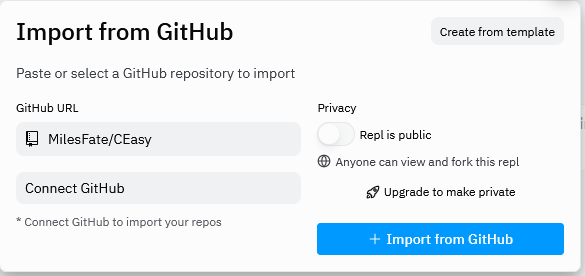 Import from GitHub
Create from template
Paste or select a GitHub repository to import
GitHub URL
MilesFate/CEasy
Connect GitHub
* Connect GitHub to import your repos
Privacy
Repl is public
Anyone can view and fork this repl
Upgrade to make private
+ Import from GitHub